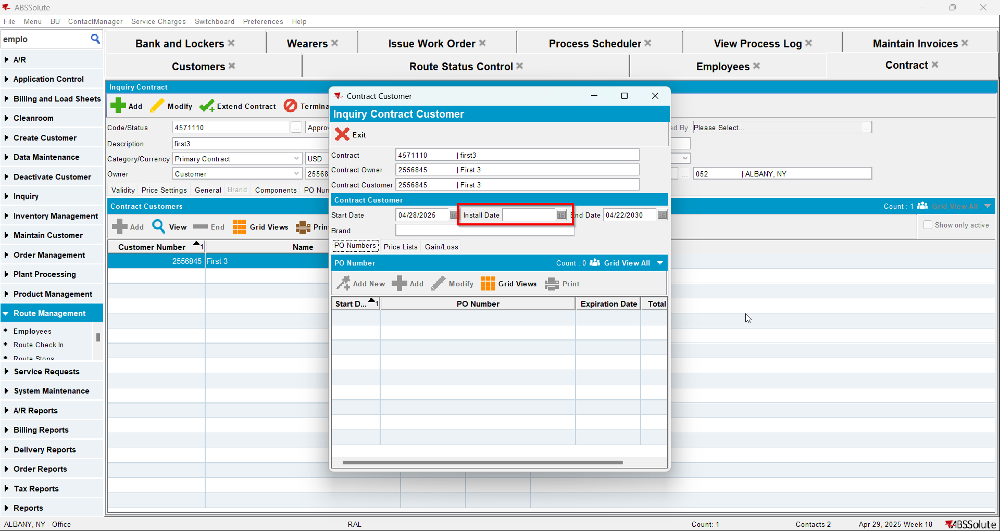 ABSSolute
File Menu BU ContactManager Service Charges Switchboard Preferences Help
emplo
Bank and Lockers Wearers Issue Work Order Process Scheduler View Process Log Maintain Invoices
Customers Route Status Control Employees Contract
A/R
Application Control
Billing and Load Sheets
Cleanroom
Create Customer
Data Maintenance
Deactivate Customer
Inquiry
Inventory Management
Maintain Customer
Order Management
Plant Processing
Product Management
Route Management
Employees
Route Check In
Route Stops
Service Requests
System Maintenance
A/R Reports
Billing Reports
Delivery Reports
Order Reports
Tax Reports
Reports
Inquiry Contract
Add Modify Extend Contract Termina
Code/Status 4571110 ... Appro
ed By Please Select... ...
Description first3
Category/Currency Primary Contract USD
Owner Customer 25568
... 052 | ALBANY, NY
Validity Price Settings General Brand Components PO Num
Contract Customers
Count : 1 Grid View All
Add View End Grid Views Prin
Show only active
Customer Number 1 Name
2556845 First 3
Contract Customer
Inquiry Contract Customer
Exit
Contract 4571110 | first3
Contract Owner 2556845 | First 3
Contract Customer 2556845 | First 3
Contract Customer
Start Date 04/28/2025 16 Install Date 16 End Date 04/22/2030 16
Brand
PO Numbers Price Lists Gain/Loss
PO Number Count : 0 Grid View All
Add New Add Modify Grid Views Print
Start D... 1 PO Number Expiration Date Total
ALBANY, NY - Office RAL Count: 1 Contacts 2 Apr 29, 2025 Week 18 ABSSolute